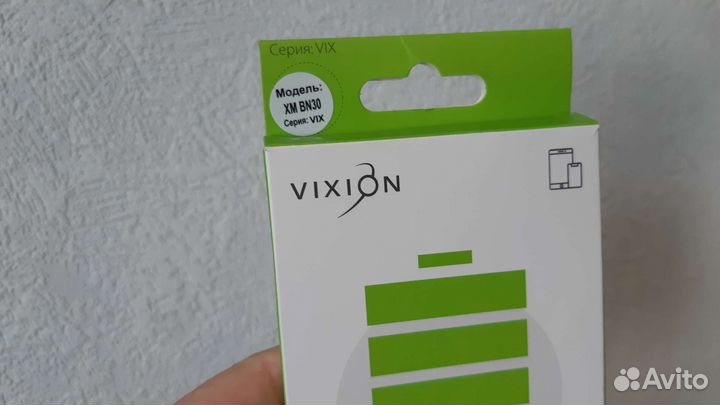 Серия: VIX
Модель:
XM BN30
Серия: VIX
VIXION
Avito